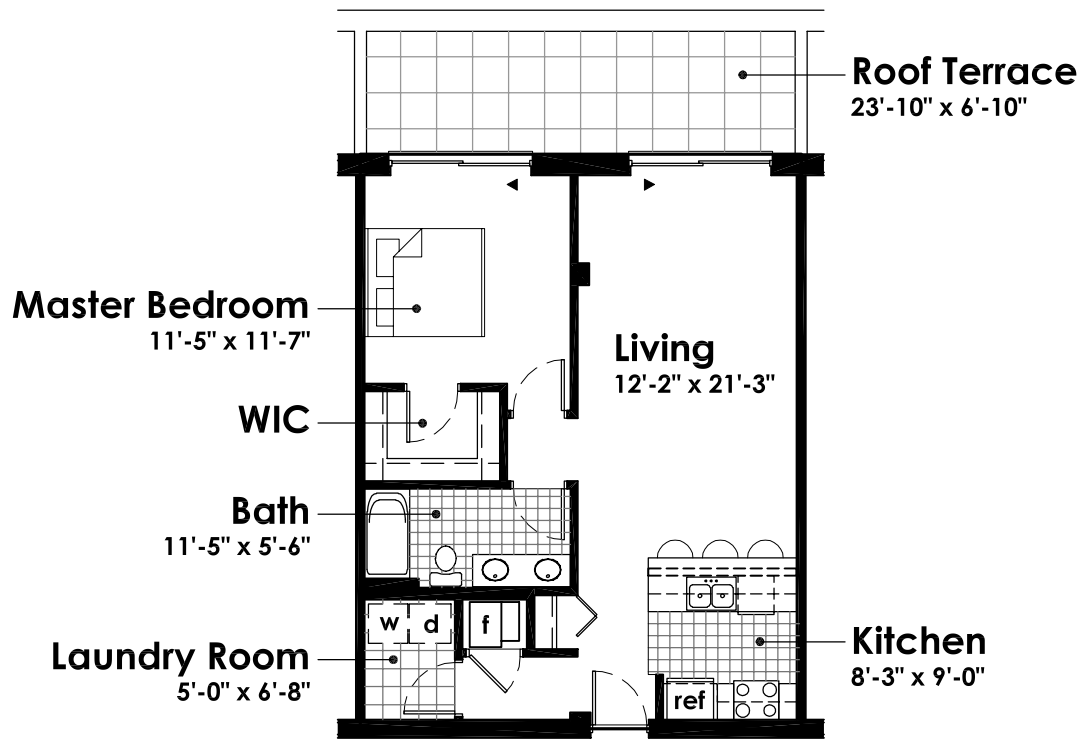 Roof Terrace
23'-10" x 6'-10"
Master Bedroom
11'-5" x 11'-7"
Living
12'-2" x 21'-3"
WIC
Bath
11'-5" x 5'-6"
w
d
f
Laundry Room
5'-0" x 6'-8"
Kitchen
8'-3" x 9'-0"
ref